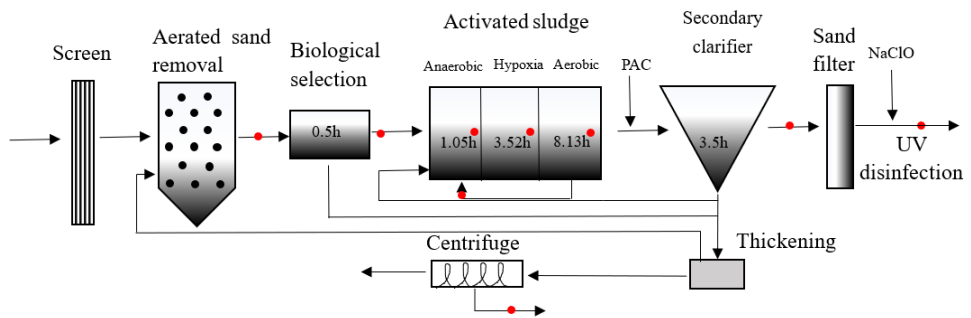 Screen
Aerated sand
removal
Biological
selection
Activated sludge
Anaerobic Hypoxia Aerobic
PAC
Secondary
clarifier
Sand
filter
NaClO
0.5h
1.05h
3.52h
8.13h
3.5h
UV
disinfection
Centrifuge
Thickening